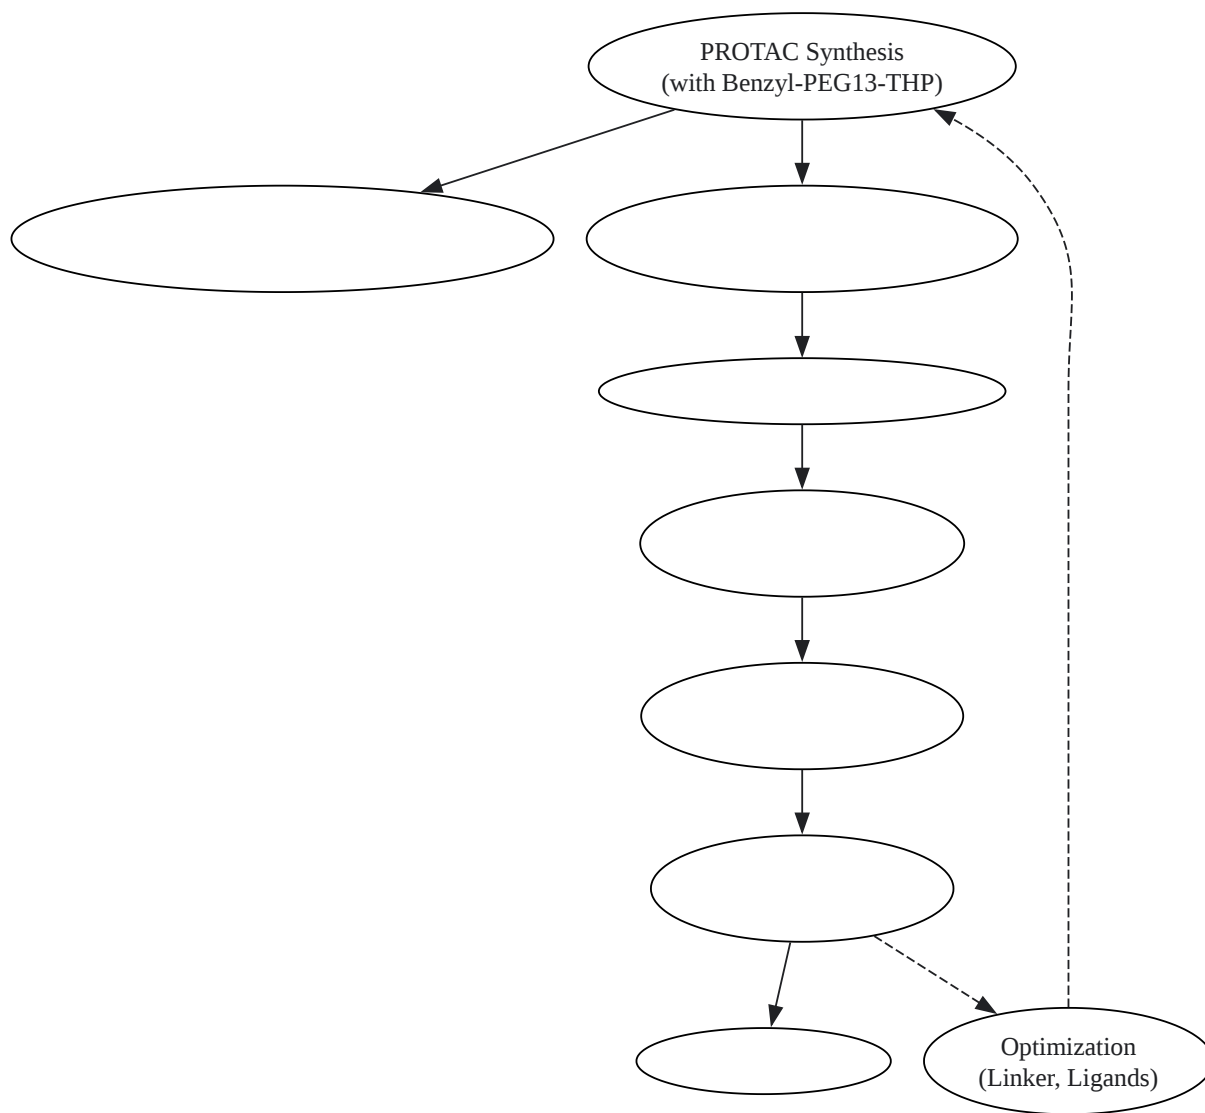 PROTAC Synthesis
(with Benzyl-PEG13-THP)
Optimization
(Linker, Ligands)